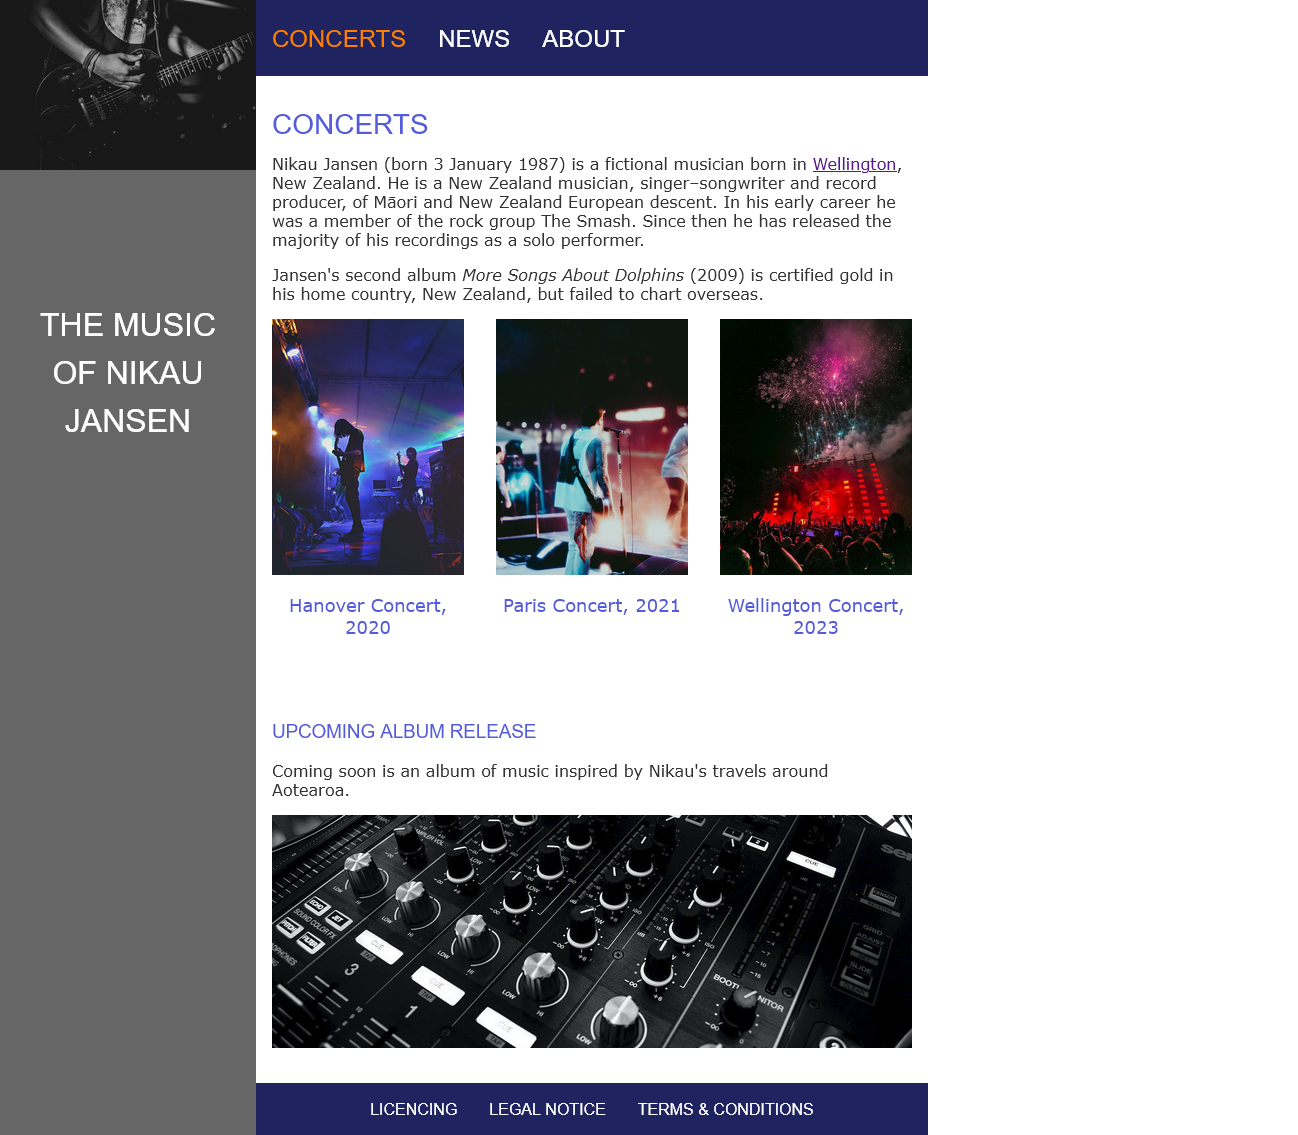 CONCERTS NEWS ABOUT
THE MUSIC
OF NIKAU
JANSEN
CONCERTS
Nikau Jansen (born 3 January 1987) is a fictional musician born in Wellington,
New Zealand. He is a New Zealand musician, singer–songwriter and record
producer, of Māori and New Zealand European descent. In his early career he
was a member of the rock group The Smash. Since then he has released the
majority of his recordings as a solo performer.
Jansen's second album More Songs About Dolphins (2009) is certified gold in
his home country, New Zealand, but failed to chart overseas.
Hanover Concert,
2020
Paris Concert, 2021
Wellington Concert,
2023
UPCOMING ALBUM RELEASE
Coming soon is an album of music inspired by Nikau's travels around
Aotearoa.
LICENCING LEGAL NOTICE TERMS & CONDITIONS